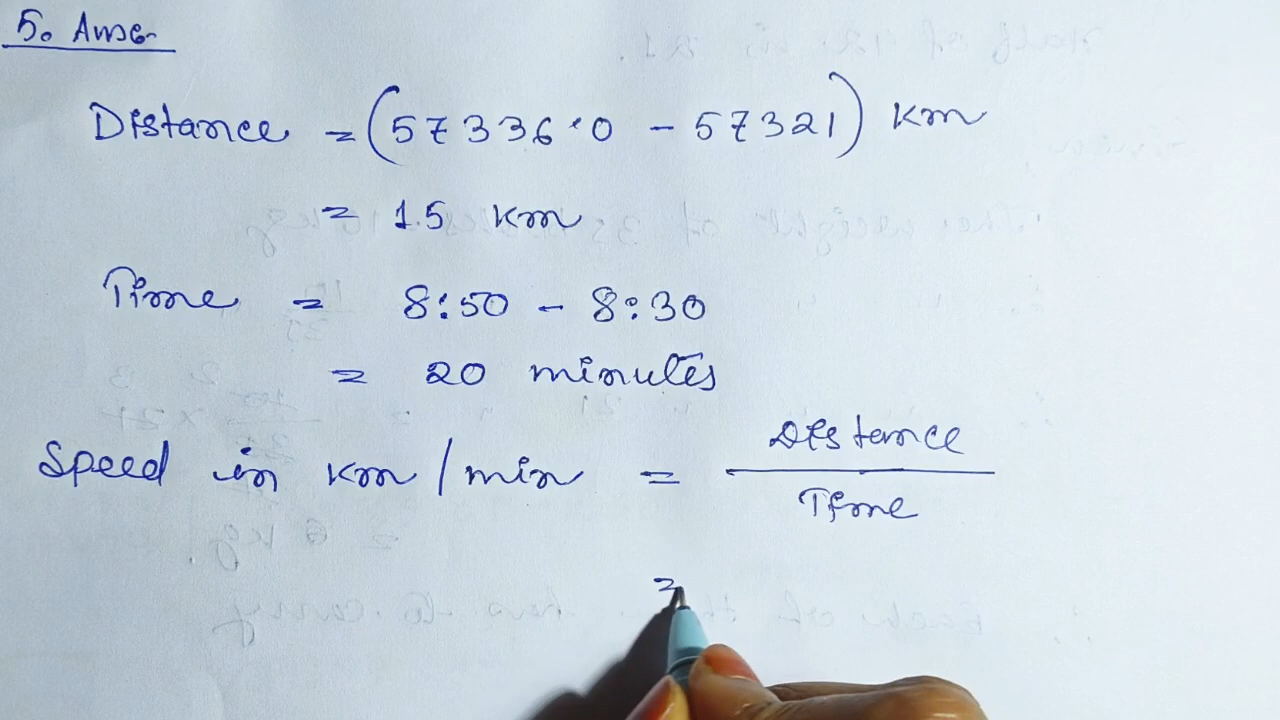 5. Ans.
Distance = (57336.0 - 57321) km
= 15 km
Time = 8:50 - 8:30
= 20 minutes
Speed in km/min = Distance
Time
=